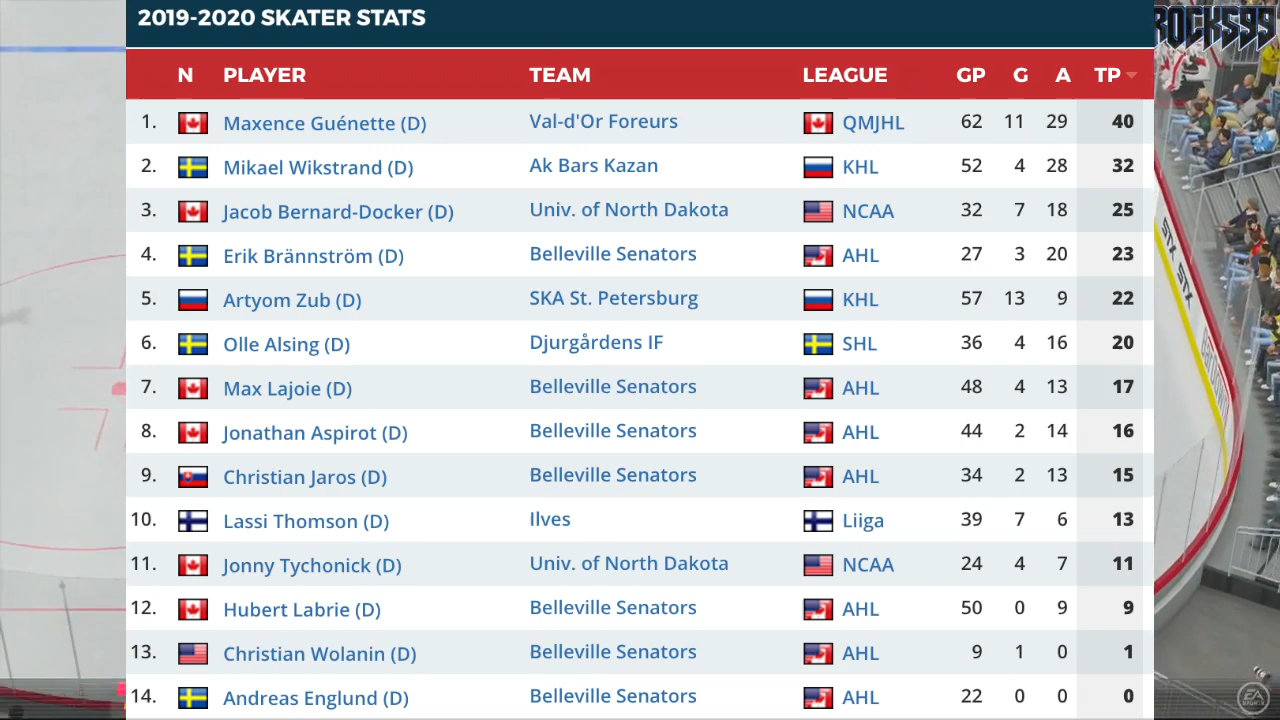 2019-2020 SKATER STATS
ROCKS99
N PLAYER TEAM LEAGUE GP G A TP
1. Maxence Guénette (D) Val-d'Or Foreurs QMJHL 62 11 29 40
2. Mikael Wikstrand (D) Ak Bars Kazan KHL 52 4 28 32
3. Jacob Bernard-Docker (D) Univ. of North Dakota NCAA 32 7 18 25
4. Erik Brännström (D) Belleville Senators AHL 27 3 20 23
5. Artyom Zub (D) SKA St. Petersburg KHL 57 13 9 22
6. Olle Alsing (D) Djurgårdens IF SHL 36 4 16 20
7. Max Lajoie (D) Belleville Senators AHL 48 4 13 17
8. Jonathan Aspirot (D) Belleville Senators AHL 44 2 14 16
9. Christian Jaros (D) Belleville Senators AHL 34 2 13 15
10. Lassi Thomson (D) Ilves Liiga 39 7 6 13
11. Jonny Tychonick (D) Univ. of North Dakota NCAA 24 4 7 11
12. Hubert Labrie (D) Belleville Senators AHL 50 0 9 9
13. Christian Wolanin (D) Belleville Senators AHL 9 1 0 1
14. Andreas Englund (D) Belleville Senators AHL 22 0 0 0
STX STX
EA SPORTS